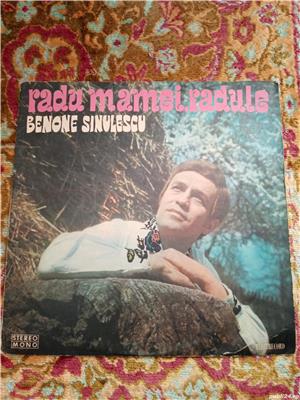 radu mamei.radule
BENONE SINULESCU
STEREO
MONO